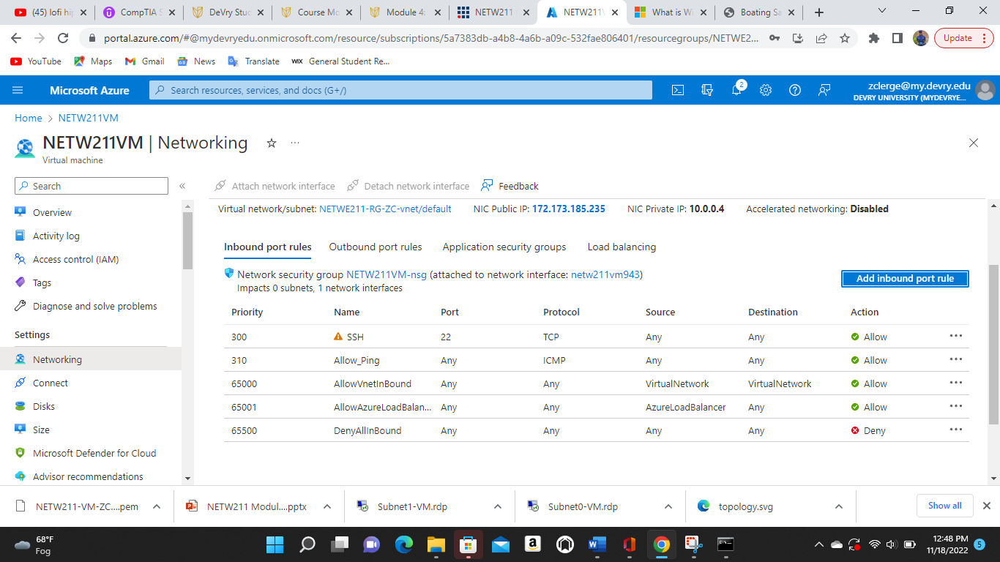 (45) lofi hip
CompTIA S
DeVry Stud
Course Mo
Module 4:
NETW211
NETW211V
What is Wi
Boating Sa
portal.azure.com/#@mydevryedu.onmicrosoft.com/resource/subscriptions/5a7383db-a4b8-4a6b-a09c-532fae806401/resourcegroups/NETWE2...
Update
YouTube Maps Gmail News Translate WIX General Student Re...
Microsoft Azure
Search resources, services, and docs (G+/)
2
zclerge@my.devry.edu
DEVRY UNIVERSITY (MYDEVRYE...
Home > NETW211VM
NETW211VM | Networking
Virtual machine
Search
Attach network interface Detach network interface Feedback
Overview
Activity log
Access control (IAM)
Tags
Diagnose and solve problems
Settings
Networking
Connect
Disks
Size
Microsoft Defender for Cloud
Advisor recommendations
Virtual network/subnet: NETWE211-RG-ZC-vnet/default NIC Public IP: 172.173.185.235 NIC Private IP: 10.0.0.4 Accelerated networking: Disabled
Inbound port rules Outbound port rules Application security groups Load balancing
Network security group NETW211VM-nsg (attached to network interface: netw211vm943)
Impacts 0 subnets, 1 network interfaces
Add inbound port rule
Priority Name Port Protocol Source Destination Action
300 SSH 22 TCP Any Any Allow
310 Allow_Ping Any ICMP Any Any Allow
65000 AllowVnetInBound Any Any VirtualNetwork VirtualNetwork Allow
65001 AllowAzureLoadBalan... Any Any AzureLoadBalancer Any Allow
65500 DenyAllInBound Any Any Any Any Deny
NETW211-VM-ZC....pem
NETW211 Modul....pptx
Subnet1-VM.rdp
Subnet0-VM.rdp
topology.svg
Show all
68°F
Fog
12:48 PM
11/18/2022
5